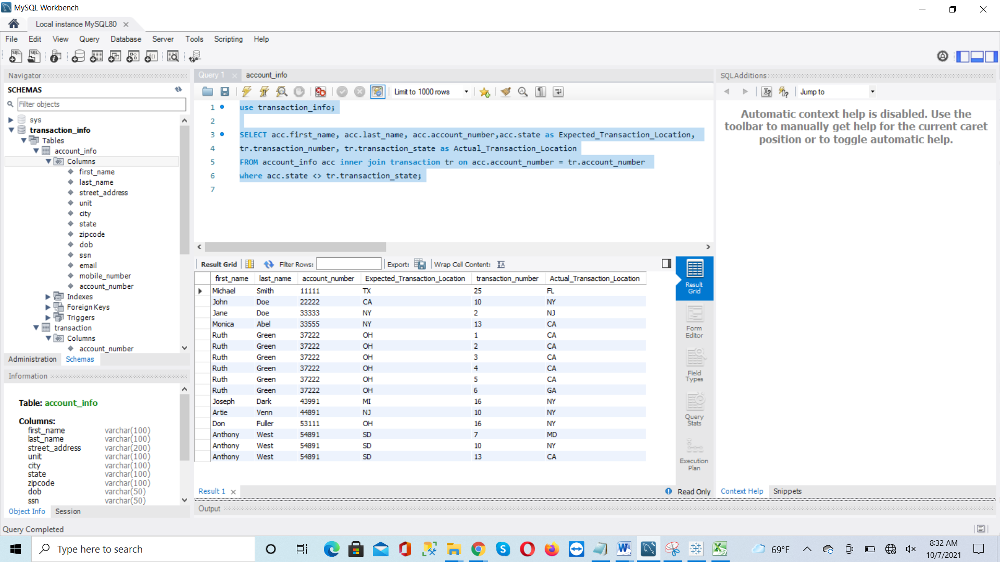 MySQL Workbench
Local instance MySQL80
File Edit View Query Database Server Tools Scripting Help
Navigator
SCHEMAS
Filter objects
sys
transaction_info
Tables
account_info
Columns
first_name
last_name
street_address
unit
city
state
zipcode
dob
ssn
email
mobile_number
account_number
Indexes
Foreign Keys
Triggers
transaction
Columns
account_number
Administration Schemas
Information
Table: account_info
Columns:
first_name varchar(100)
last_name varchar(100)
street_address varchar(200)
unit varchar(100)
city varchar(100)
state varchar(100)
zipcode varchar(100)
dob varchar(50)
ssn varchar(50)
Object Info Session
Query Completed
Query 1 account_info
Limit to 1000 rows
1 use transaction_info;
2
3 SELECT acc.first_name, acc.last_name, acc.account_number,acc.state as Expected_Transaction_Location,
4 tr.transaction_number, tr.transaction_state as Actual_Transaction_Location
5 FROM account_info acc inner join transaction tr on acc.account_number = tr.account_number
6 where acc.state <> tr.transaction_state;
7
Result Grid Filter Rows: Export: Wrap Cell Content:
first_name last_name account_number Expected_Transaction_Location transaction_number Actual_Transaction_Location
Michael Smith 11111 TX 25 FL
John Doe 22222 CA 10 NY
Jane Doe 33333 NY 2 NJ
Monica Abel 33555 NY 13 CA
Ruth Green 37222 OH 1 CA
Ruth Green 37222 OH 2 CA
Ruth Green 37222 OH 3 CA
Ruth Green 37222 OH 4 CA
Ruth Green 37222 OH 5 CA
Ruth Green 37222 OH 6 GA
Joseph Dark 43991 MI 16 NY
Artie Venn 44891 NJ 10 NY
Don Fuller 53111 OH 16 NY
Anthony West 54891 SD 7 MD
Anthony West 54891 SD 10 NY
Anthony West 54891 SD 13 CA
Result
Grid
Form
Editor
Field
Types
Query
Stats
Execution
Plan
Result 1
Read Only
Output
SQLAdditions
Jump to
Automatic context help is disabled. Use the
toolbar to manually get help for the current caret
position or to toggle automatic help.
Context Help Snippets
Type here to search
69°F
8:32 AM
10/7/2021